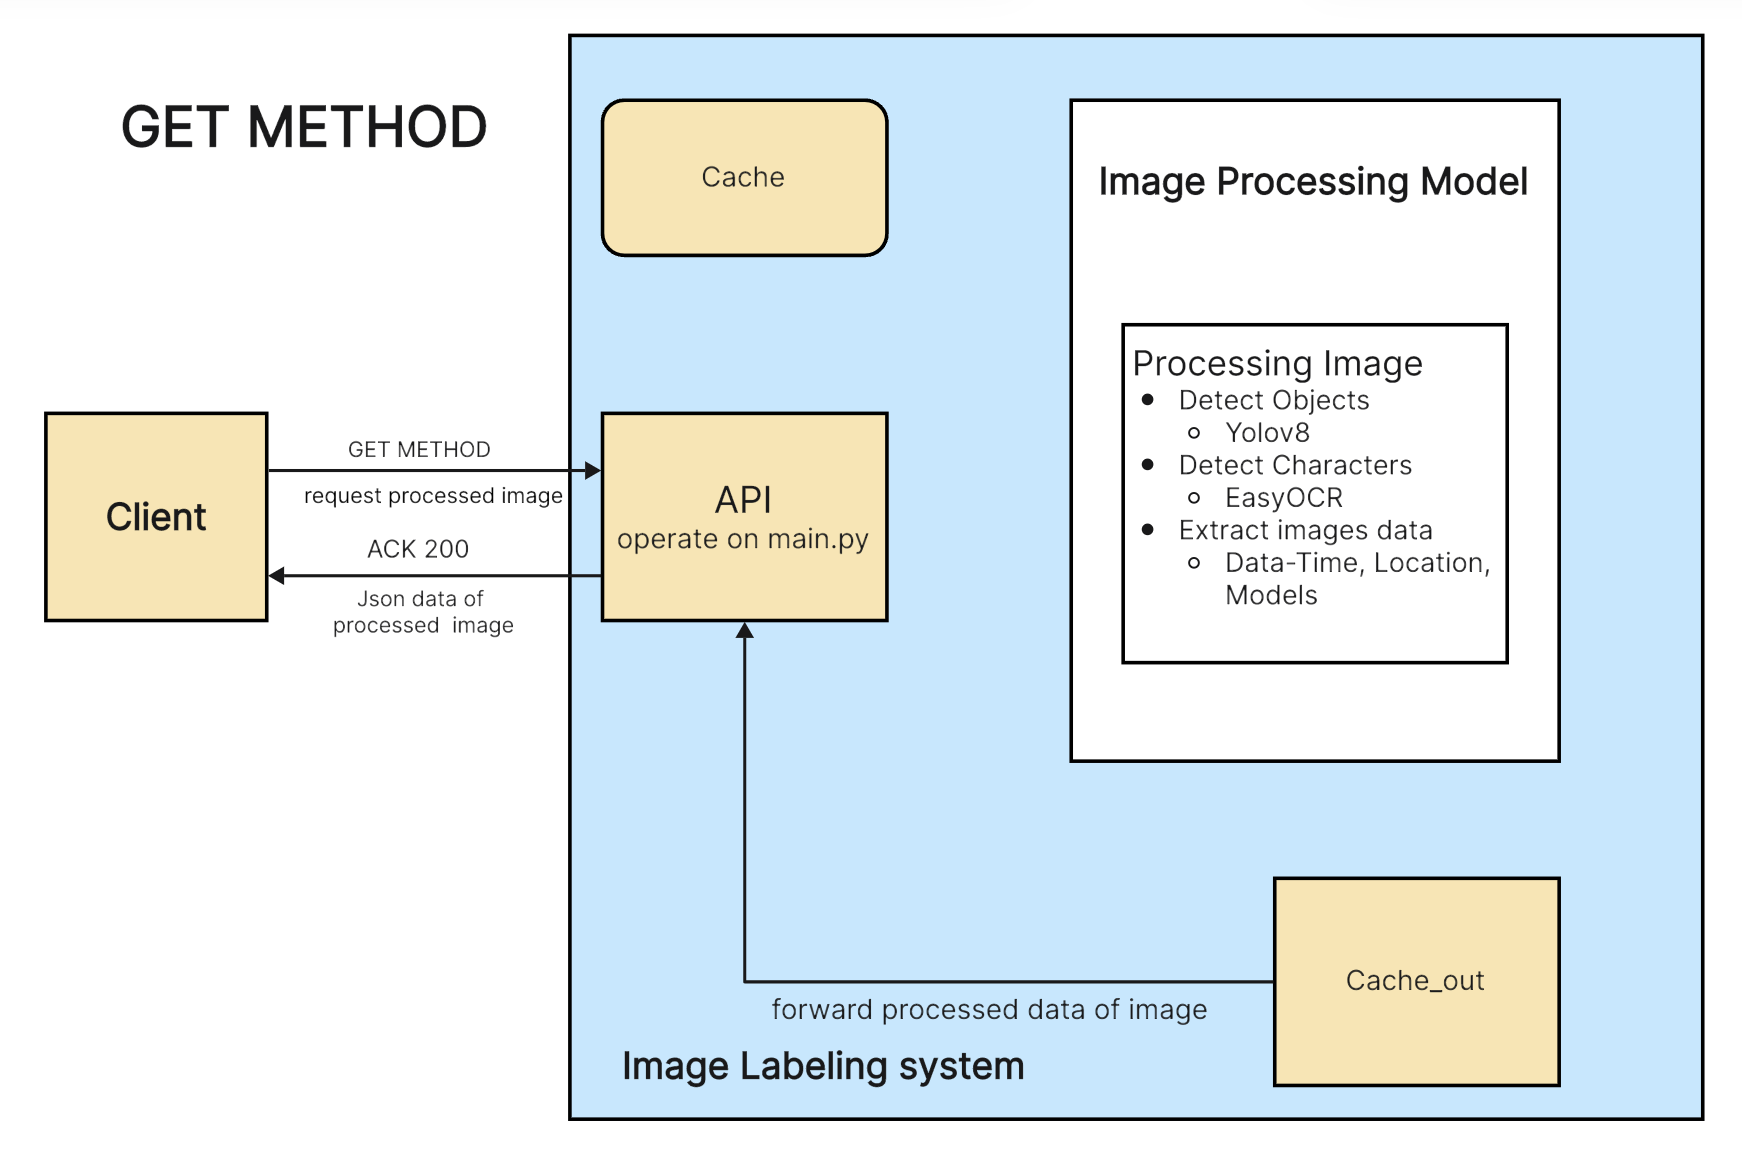 GET METHOD
Cache
Image Processing Model
Processing Image
Detect Objects
Yolov8
Detect Characters
EasyOCR
Extract images data
Data-Time, Location,
Models
Client
GET METHOD
request processed image
ACK 200
Json data of
processed image
API
operate on main.py
Cache_out
forward processed data of image
Image Labeling system